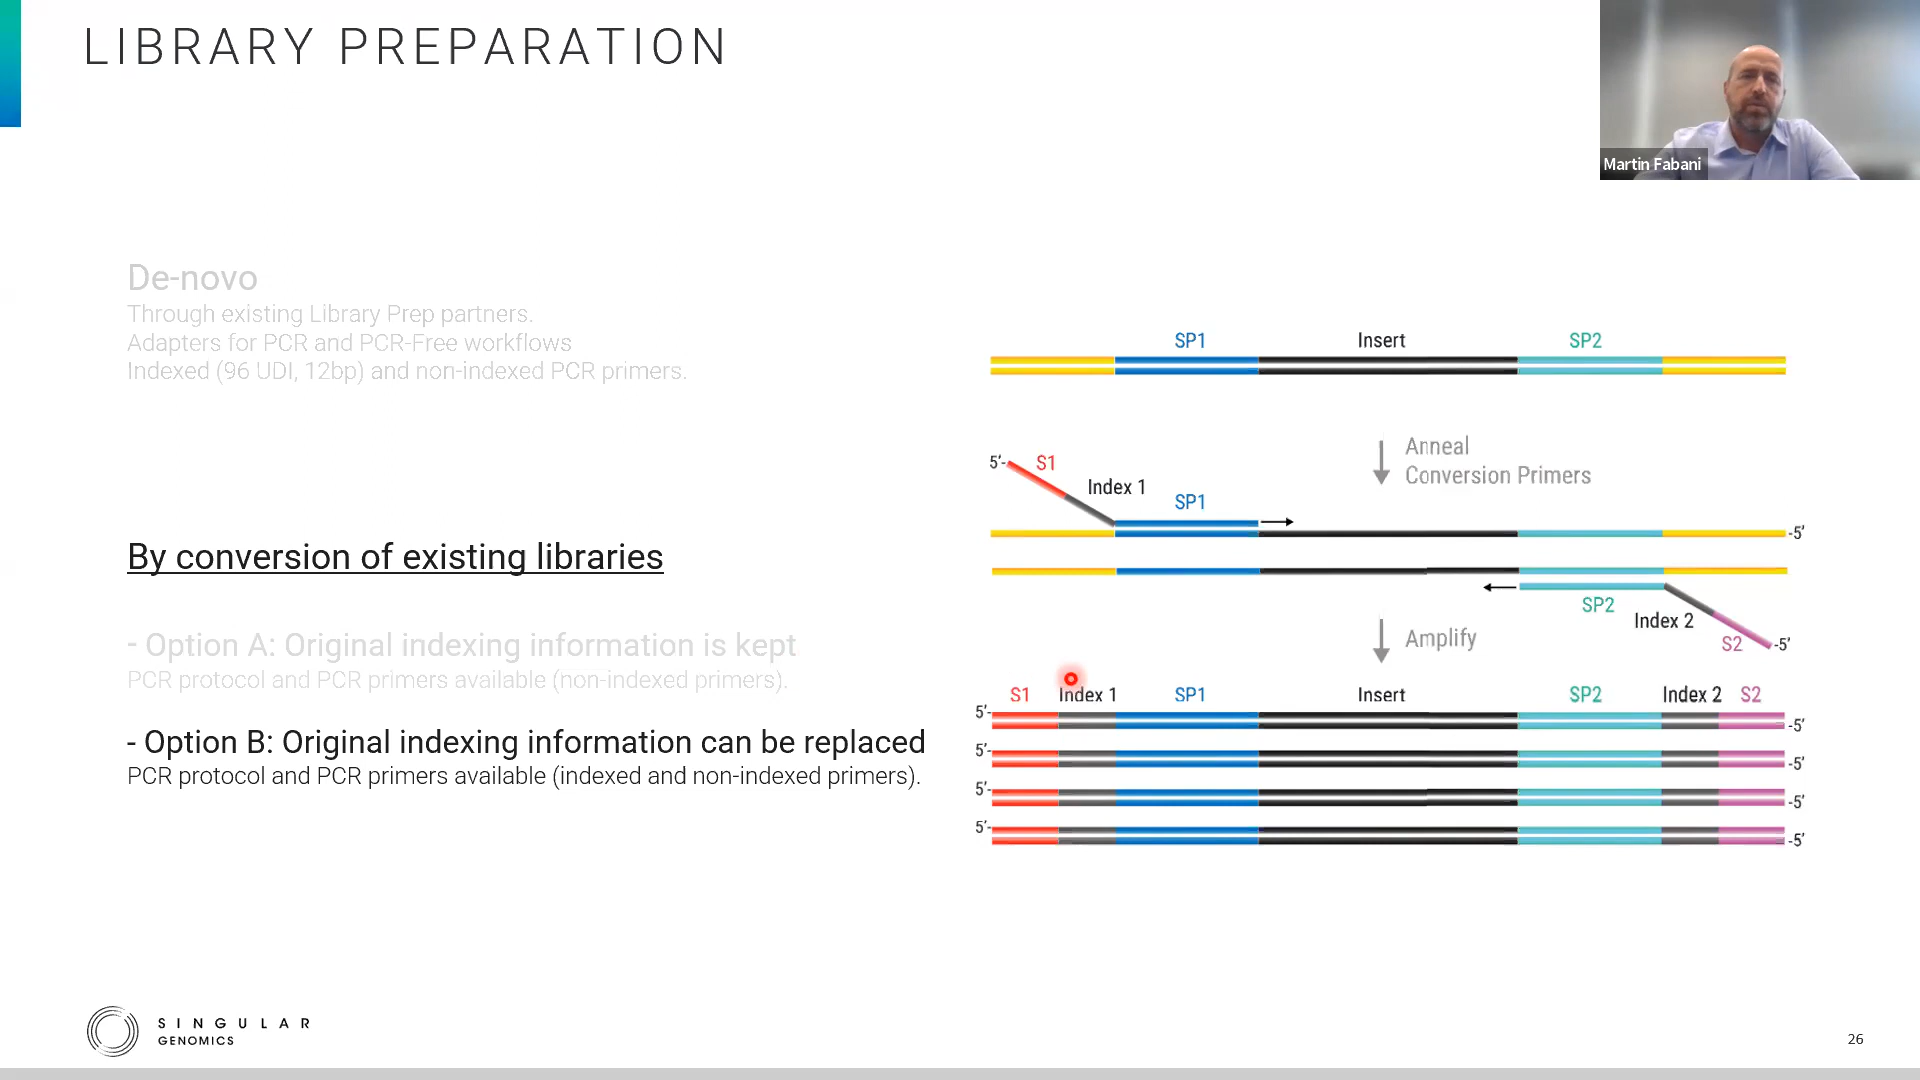 LIBRARY PREPARATION
Martin Fabani
De-novo
Through existing Library Prep partners.
Adapters for PCR and PCR-Free workflows
Indexed (96 UDI, 12bp) and non-indexed PCR primers.
By conversion of existing libraries
- Option A: Original indexing information is kept
PCR protocol and PCR primers available (non-indexed primers).
- Option B: Original indexing information can be replaced
PCR protocol and PCR primers available (indexed and non-indexed primers).
SP1 Insert SP2
Anneal
Conversion Primers
5’- S1
Index 1
SP1
-5’
SP2
Index 2
S2 -5’
Amplify
S1 Index 1 SP1 Insert SP2 Index 2 S2
5’- -5’
5’- -5’
5’- -5’
5’- -5’
SINGULAR
GENOMICS
26